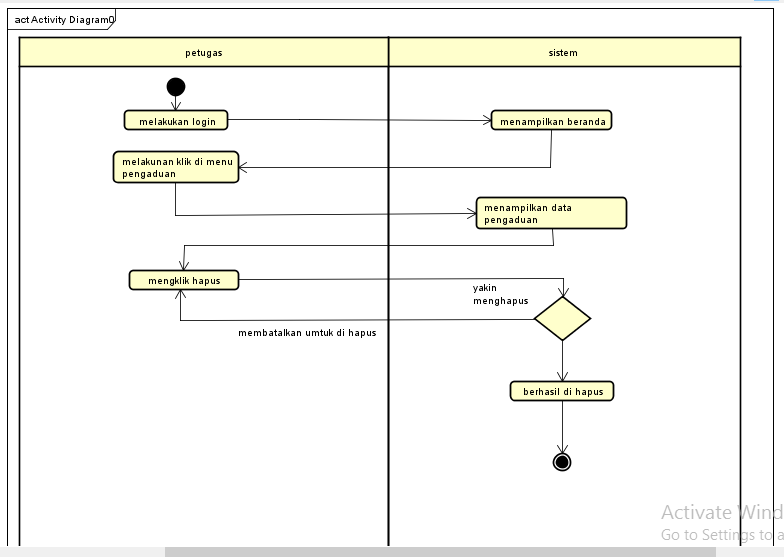 act Activity Diagram0
petugas
sistem
melakukan login
menampilkan beranda
melakunan klik di menu
pengaduan
menampilkan data
pengaduan
mengklik hapus
yakin
menghapus
membatalkan umtuk di hapus
berhasil di hapus
Activate Wind
Go to Settings to a